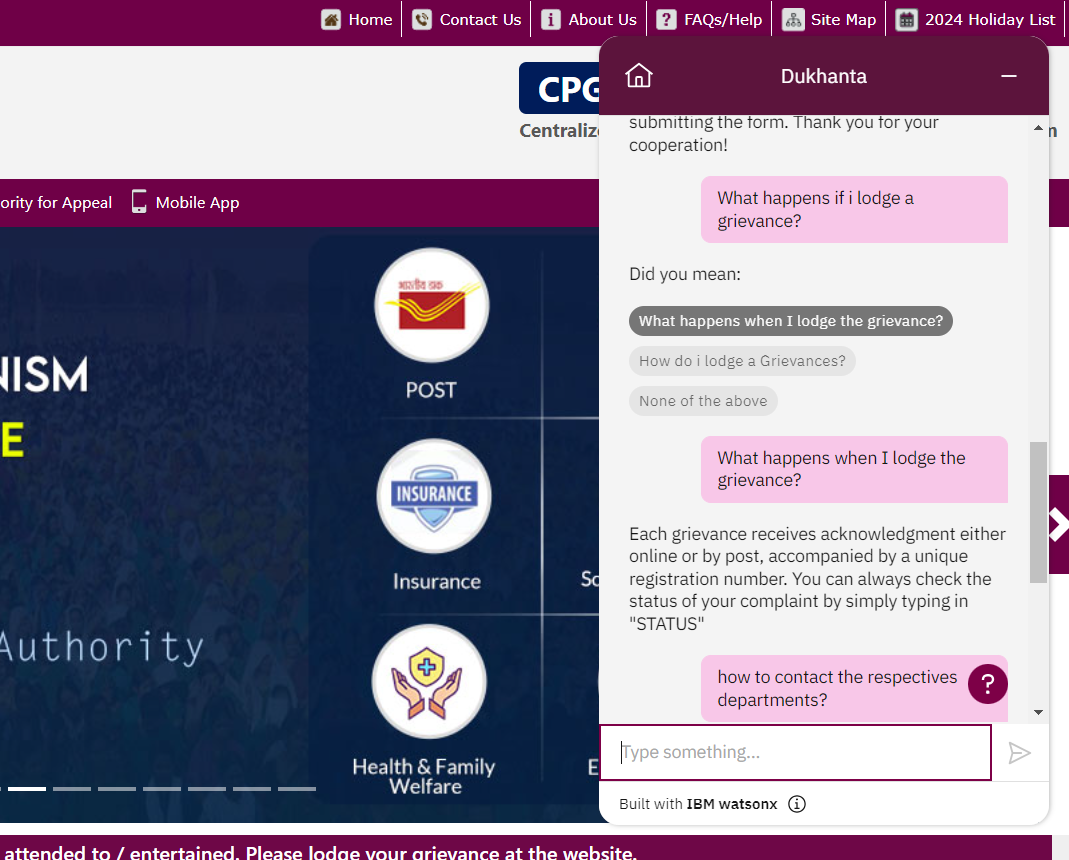 Home
Contact Us
About Us
FAQs/Help
Site Map
2024 Holiday List
CPG
Centraliz
m
ority for Appeal
Mobile App
NISM
E
Authority
भारतीय डाक
POST
INSURANCE
Insurance
Sc
Health & Family
Welfare
E
Dukhanta
submitting the form. Thank you for your
cooperation!
What happens if i lodge a
grievance?
Did you mean:
What happens when I lodge the grievance?
How do i lodge a Grievances?
None of the above
What happens when I lodge the
grievance?
Each grievance receives acknowledgment either
online or by post, accompanied by a unique
registration number. You can always check the
status of your complaint by simply typing in
"STATUS"
how to contact the respectives
departments?
?
Type something...
Built with IBM watsonx
attended to / entertained. Please lodge your grievance at the website.